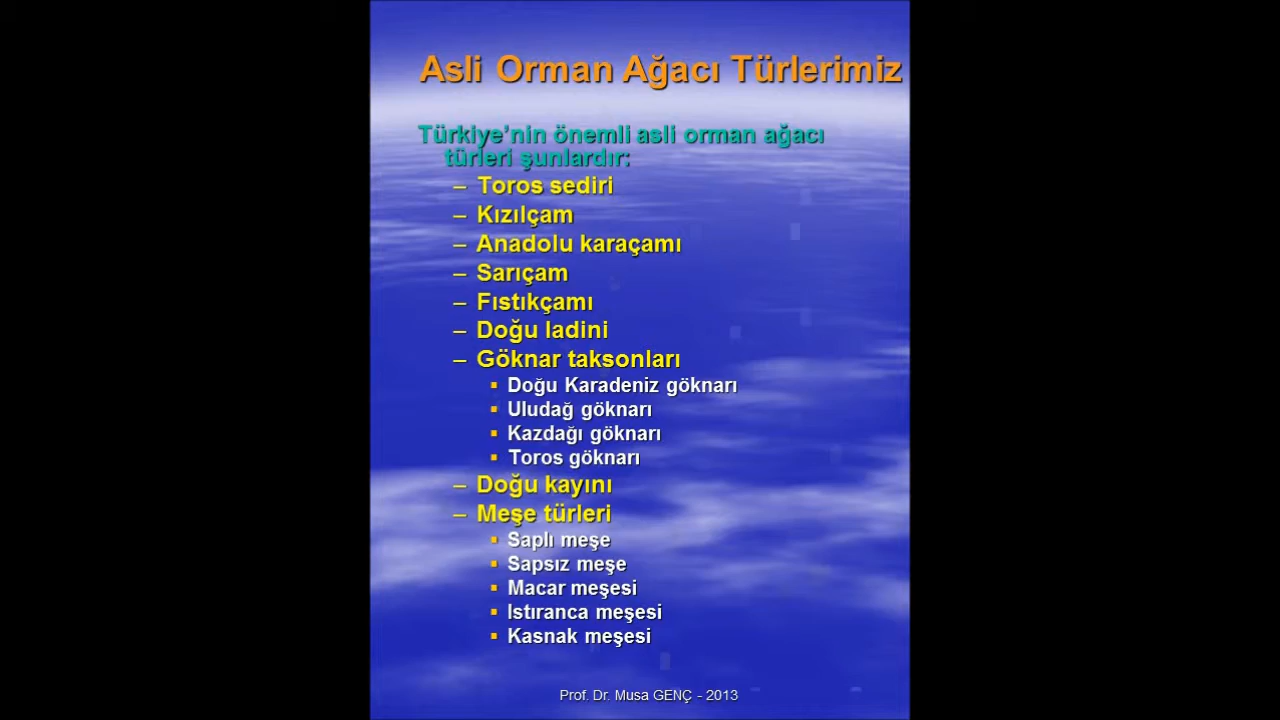 Asli Orman Ağacı Türlerimiz
Türkiye'nin önemli asli orman ağacı
türleri şunlardır:
– Toros sediri
– Kızılçam
– Anadolu karaçamı
– Sarıçam
– Fıstıkçamı
– Doğu ladini
– Göknar taksonları
▪ Doğu Karadeniz göknarı
▪ Uludağ göknarı
▪ Kazdağı göknarı
▪ Toros göknarı
– Doğu kayını
– Meşe türleri
▪ Saplı meşe
▪ Sapsız meşe
▪ Macar meşesi
▪ Istıranca meşesi
▪ Kasnak meşesi
Prof. Dr. Musa GENÇ - 2013